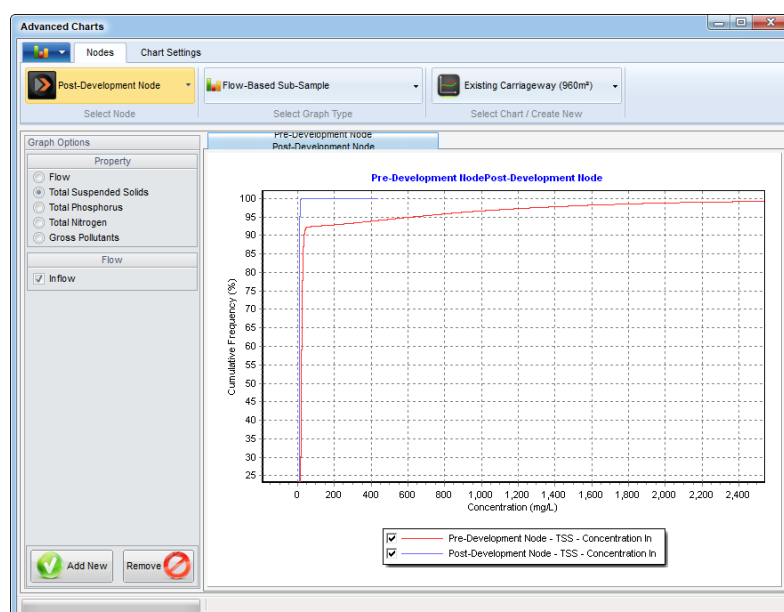 Advanced Charts
Nodes Chart Settings
Post-Development Node Flow-Based Sub-Sample Existing Carriageway (960m²)
Select Node Select Graph Type Select Chart / Create New
Graph Options
Property
Flow
Total Suspended Solids
Total Phosphorus
Total Nitrogen
Gross Pollutants
Flow
Inflow
Add New Remove
Pre-Development Node
Post-Development Node
Pre-Development NodePost-Development Node
Cumulative Frequency (%)
100
95
90
85
80
75
70
65
60
55
50
45
40
35
30
25
0 200 400 600 800 1,000 1,200 1,400 1,600 1,800 2,000 2,200 2,400
Concentration (mg/L)
Pre-Development Node - TSS - Concentration In
Post-Development Node - TSS - Concentration In